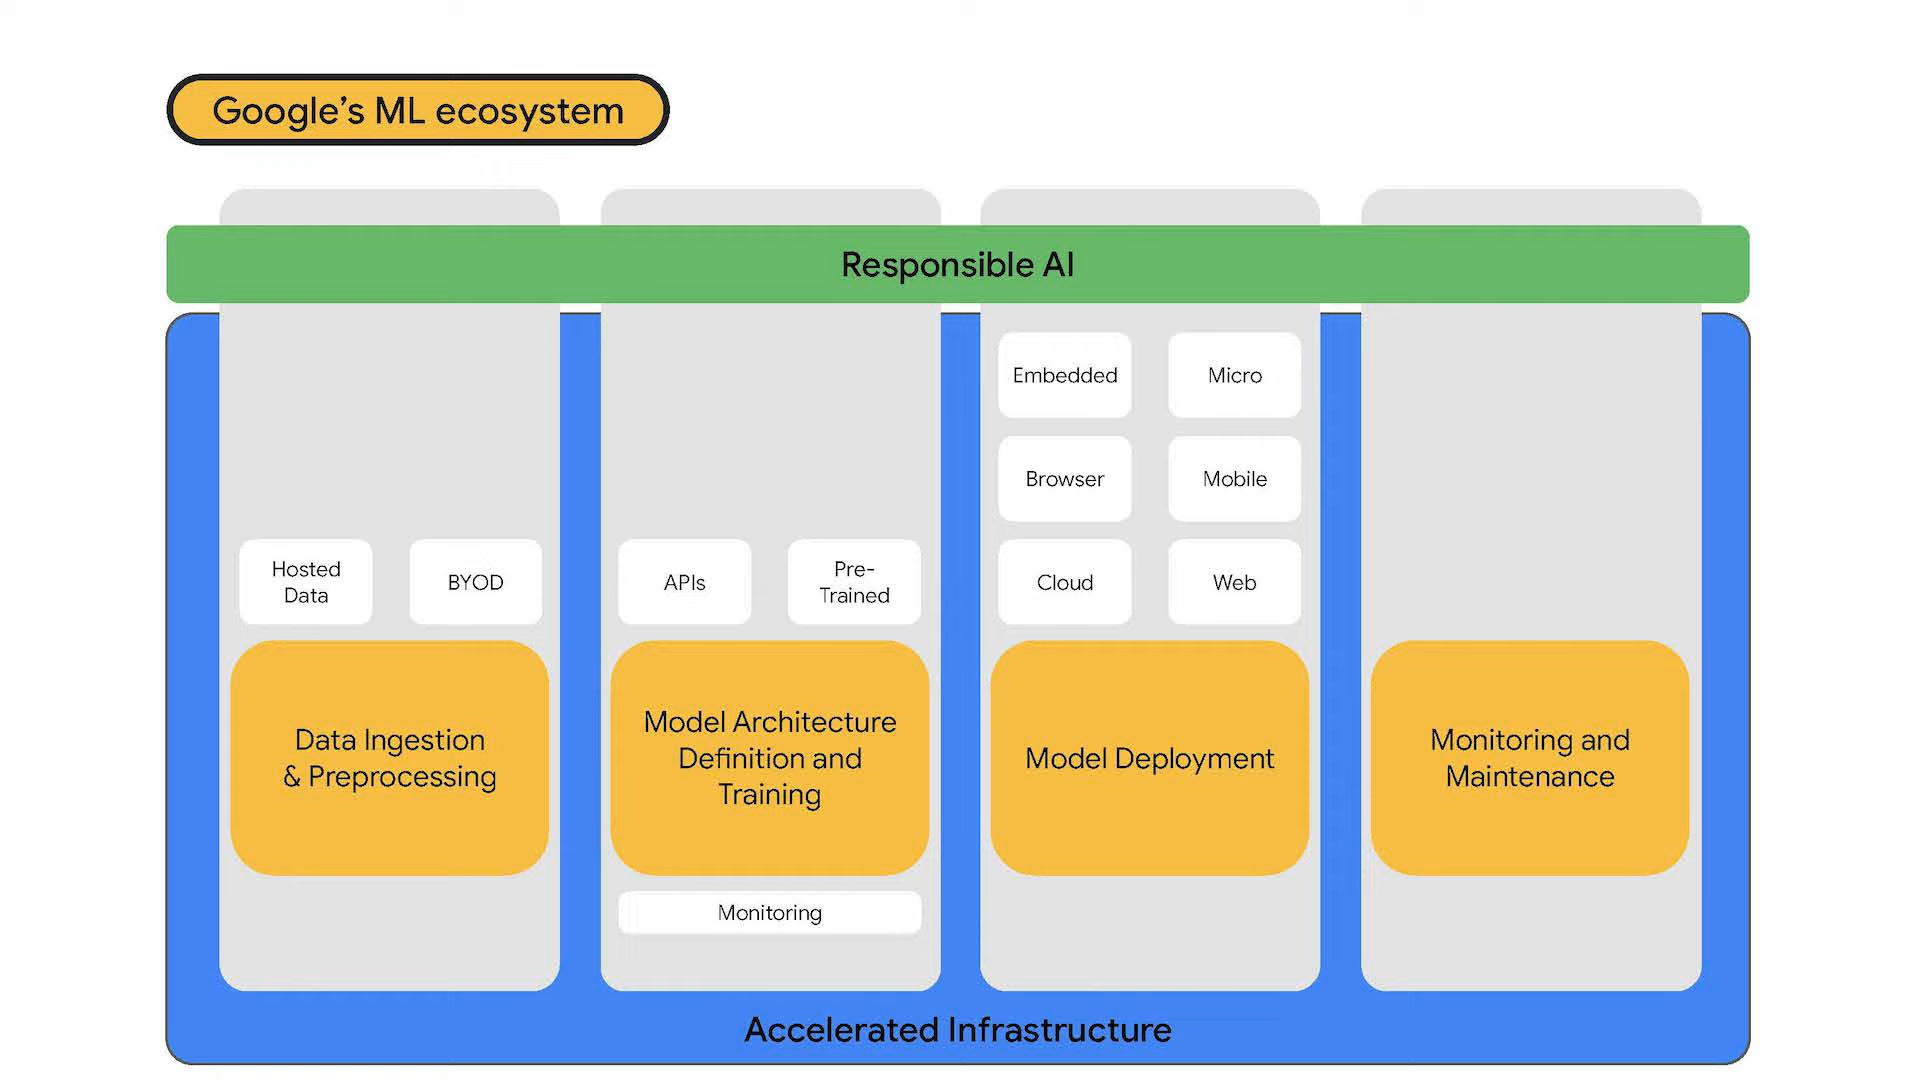 Google's ML ecosystem
Responsible AI
Embedded
Micro
Browser
Mobile
Hosted
Data
BYOD
APIs
Pre-
Trained
Cloud
Web
Data Ingestion
& Preprocessing
Model Architecture
Definition and
Training
Model Deployment
Monitoring and
Maintenance
Monitoring
Accelerated Infrastructure